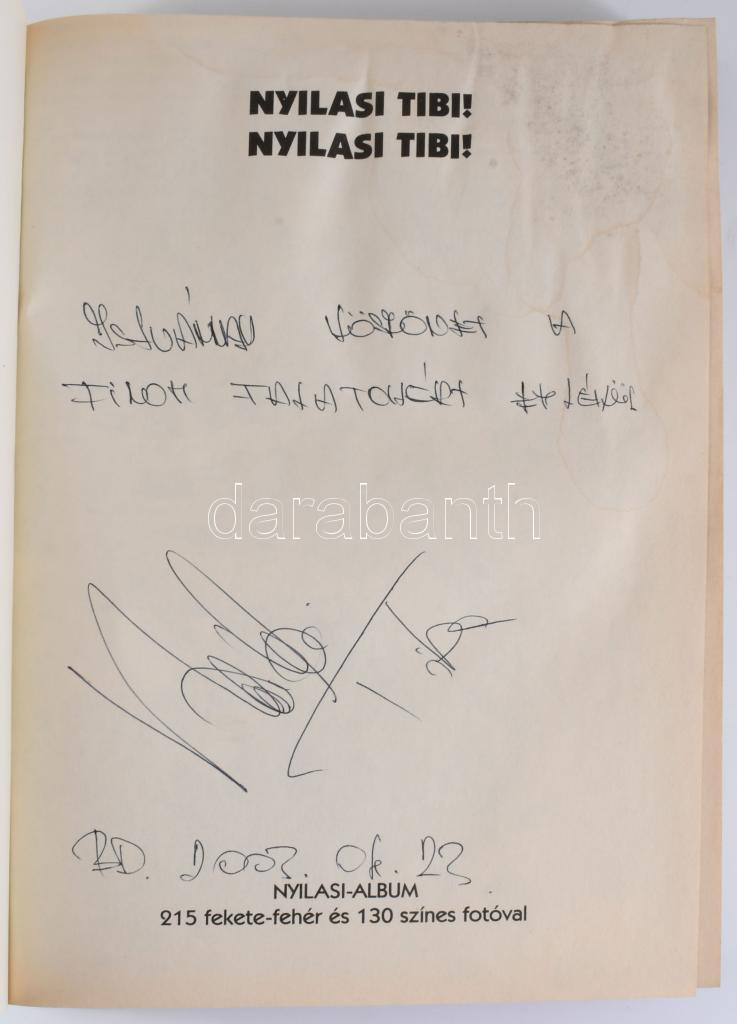 NYILASI TIBI!
NYILASI TIBI!
ISTVÁNNAK KÖSZÖNET A
FINOM FALATOKÉRT
darabanth
BD. 2003. Ok. 23.
NYILASI-ALBUM
215 fekete-fehér és 130 színes fotóval